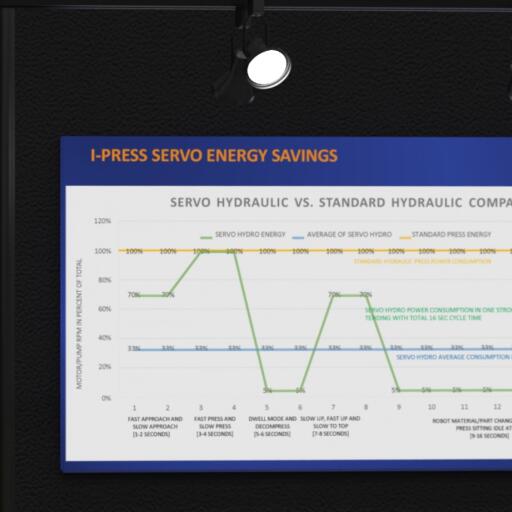 I-PRESS SERVO ENERGY SAVINGS
SERVO HYDRAULIC VS. STANDARD HYDRAULIC COMPA
SERVO HYDRO ENERGY AVERAGE OF SERVO HYDRO STANDARD PRESS ENERGY
MOTOR/PUMP RPM IN PERCENT OF TOTAL
120%
100% 100% 100% 100% 100% 100% 100% 100% 100% 100% 100% 100% 100%
STANDARD HYDRAULIC PRESS POWER CONSUMPTION
80%
70% 70% 70% 70%
60%
SERVO HYDRO POWER CONSUMPTION IN ONE STRO
TENDING WITH TOTAL 16 SEC CYCLE TIME
40%
33% 33% 33% 33% 33% 33% 33% 33% 33% 33% 33% 33%
SERVO HYDRO AVERAGE CONSUMPTION
20%
5% 5% 5% 5% 5% 5%
0%
1 2 3 4 5 6 7 8 9 10 11 12
FAST APPROACH AND
SLOW APPROACH
[1-2 SECONDS]
FAST PRESS AND
SLOW PRESS
[3-4 SECONDS]
DWELL MODE AND
DECOMPRESS
[5-6 SECONDS]
SLOW UP, FAST UP AND
SLOW TO TOP
[7-8 SECONDS]
ROBOT MATERIAL/PART CHANG
PRESS SITTING IDLE AT
[9-16 SECONDS]